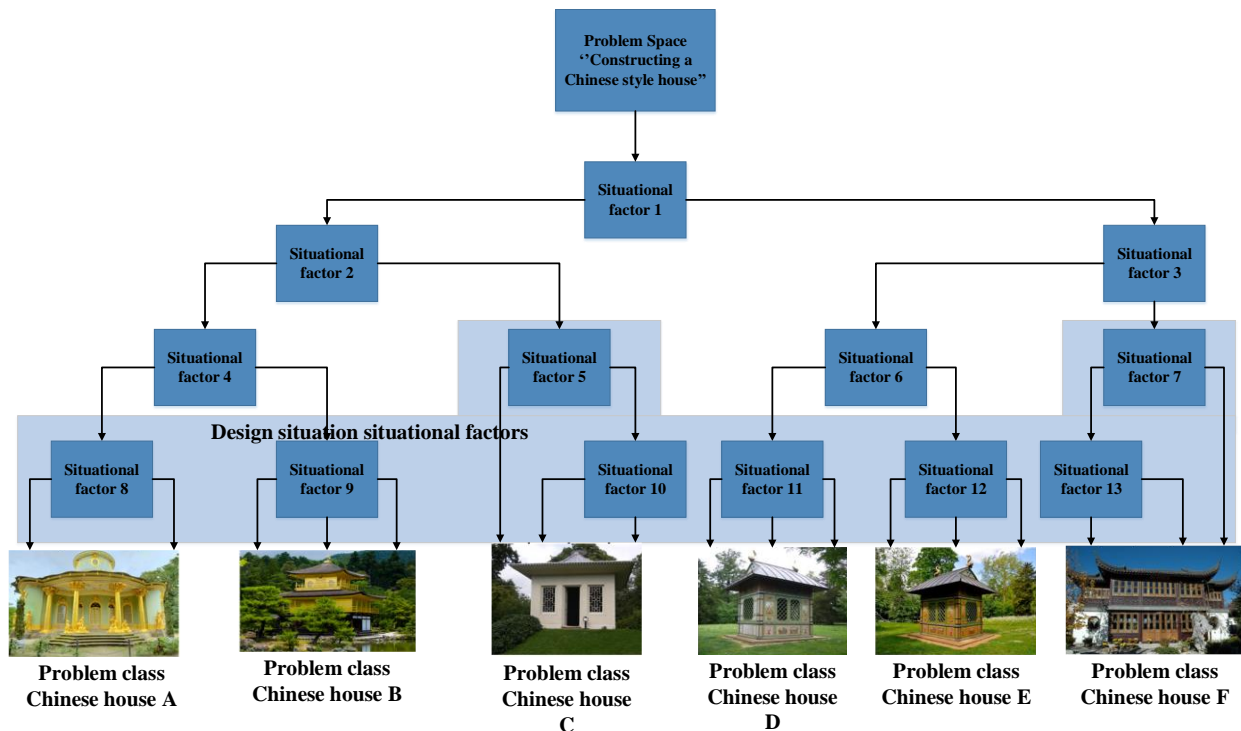 Problem Space
‘’Constructing a
Chinese style house”
Situational
factor 1
Situational
factor 2
Situational
factor 3
Situational
factor 4
Situational
factor 5
Situational
factor 6
Situational
factor 7
Design situation situational factors
Situational
factor 8
Situational
factor 9
Situational
factor 10
Situational
factor 11
Situational
factor 12
Situational
factor 13
Problem class
Chinese house A
Problem class
Chinese house B
Problem class
Chinese house
C
Problem class
Chinese house
D
Problem class
Chinese house E
Problem class
Chinese house F